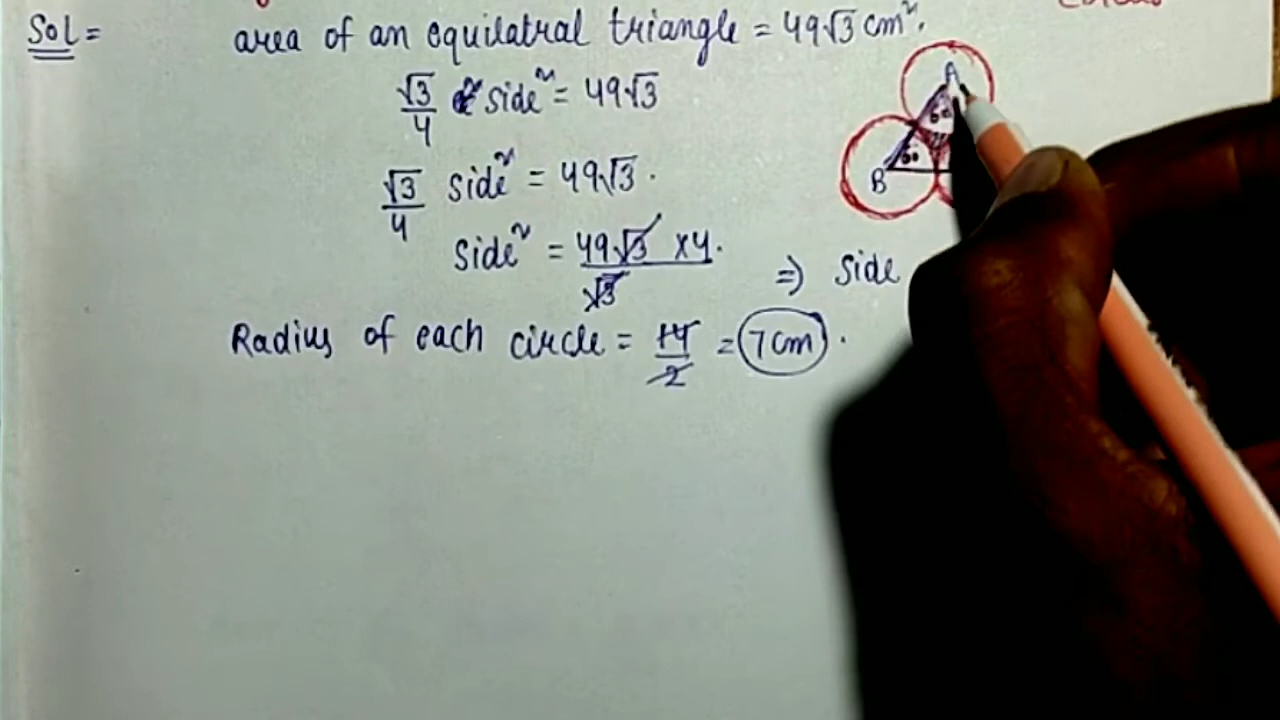 Sol = area of an equilatral triangle = 49√3 cm².
√3/4 side² = 49√3
√3/4 side² = 49√3.
side² = 49√3 × 4 / √3.
⇒ side
Radius of each circle = 14/2 = 7cm.
A
60
60
B